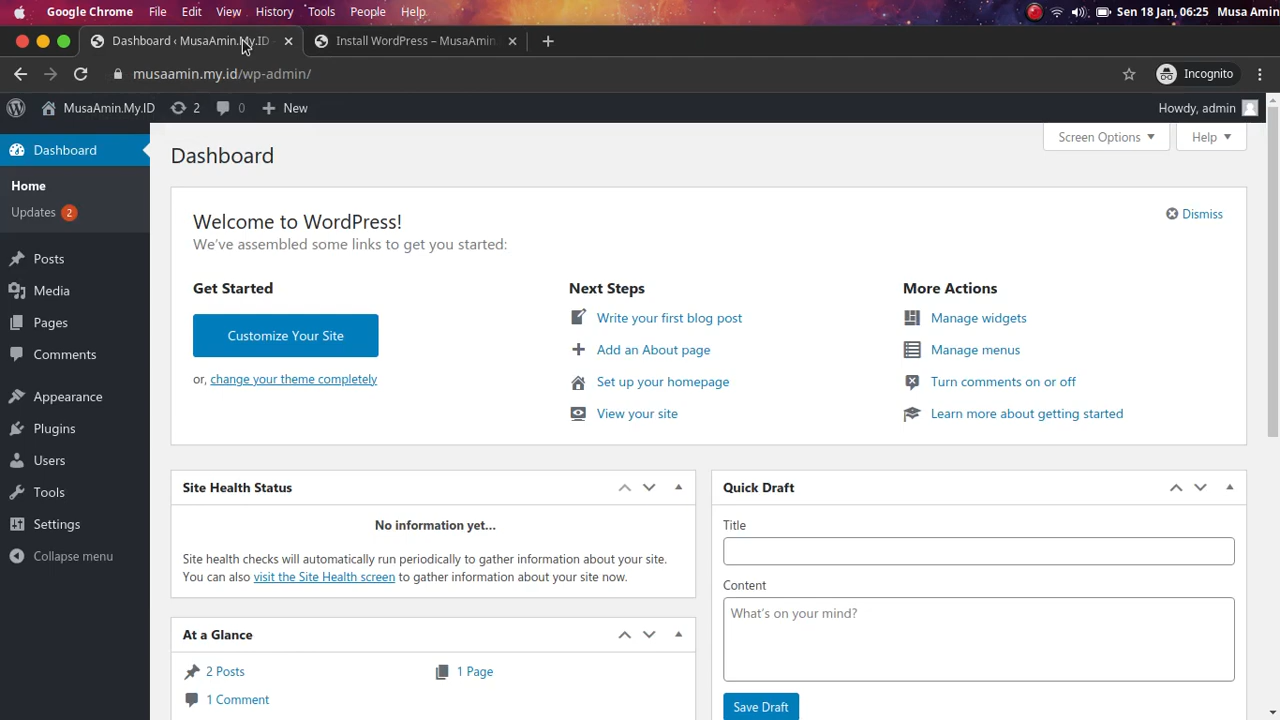 Google Chrome File Edit View History Tools People Help Sen 18 Jan, 06:25 Musa Amin
Dashboard ‹ MusaAmin.My.ID Install WordPress – MusaAmin.
musaamin.my.id/wp-admin/ Incognito
MusaAmin.My.ID 2 0 New Howdy, admin
Dashboard
Home
Updates 2
Posts
Media
Pages
Comments
Appearance
Plugins
Users
Tools
Settings
Collapse menu
Screen Options Help
Dashboard
Welcome to WordPress!
We've assembled some links to get you started:
Dismiss
Get Started
Customize Your Site
or, change your theme completely
Next Steps
Write your first blog post
Add an About page
Set up your homepage
View your site
More Actions
Manage widgets
Manage menus
Turn comments on or off
Learn more about getting started
Site Health Status
No information yet...
Site health checks will automatically run periodically to gather information about your site.
You can also visit the Site Health screen to gather information about your site now.
At a Glance
2 Posts 1 Page
1 Comment
Quick Draft
Title
Content
What's on your mind?
Save Draft